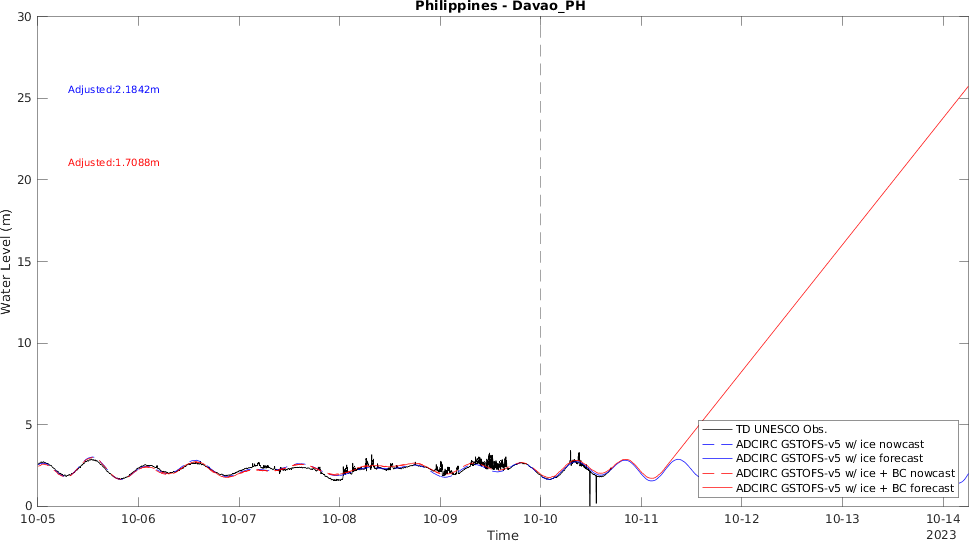 Philippines - Davao_PH
30
25
20
15
10
5
0
Water Level (m)
Adjusted:2.1842m
Adjusted:1.7088m
TD UNESCO Obs.
ADCIRC GSTOFS-v5 w/ ice nowcast
ADCIRC GSTOFS-v5 w/ ice forecast
ADCIRC GSTOFS-v5 w/ ice + BC nowcast
ADCIRC GSTOFS-v5 w/ ice + BC forecast
10-05 10-06 10-07 10-08 10-09 10-10 10-11 10-12 10-13 10-14
2023
Time